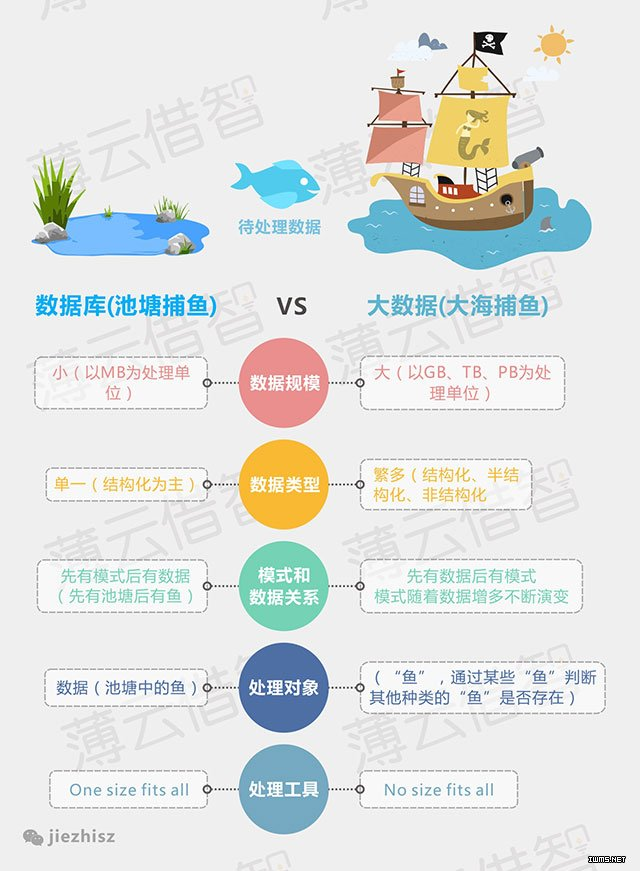 待处理数据
数据库(池塘捕鱼)
VS
大数据(大海捕鱼)
小（以MB为处理单
位）
数据规模
大（以GB、TB、PB为处
理单位）
单一（结构化为主）
数据类型
繁多（结构化、半结
构化、非结构化
先有模式后有数据
（先有池塘后有鱼）
模式和
数据关系
先有数据后有模式
模式随着数据增多不断演变
数据（池塘中的鱼）
处理对象
（“鱼”，通过某些“鱼”判断
其他种类的“鱼”是否存在）
One size fits all
处理工具
No size fits all
jiezhisz
薄云借智
IWMS.NET